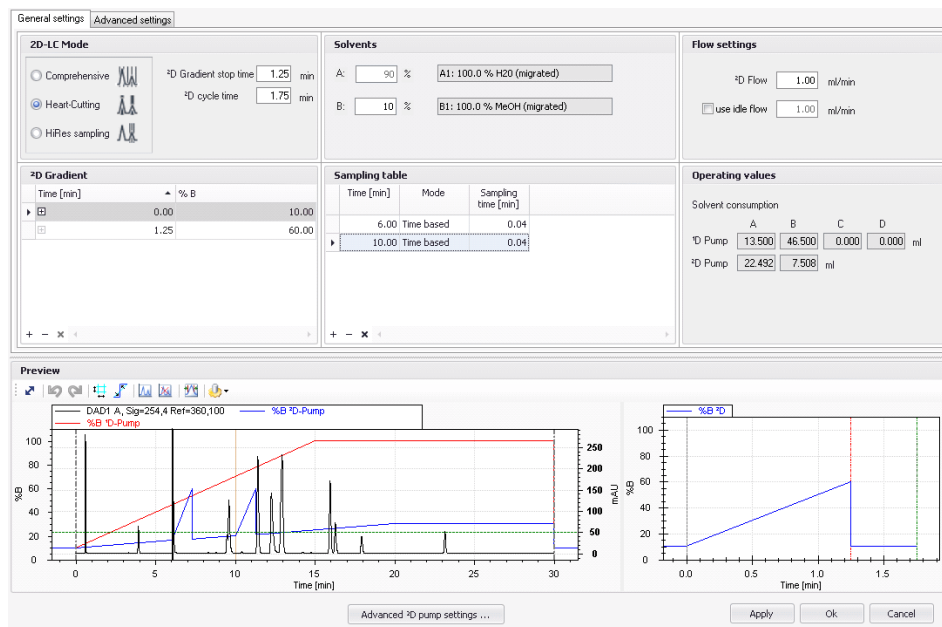 General settings Advanced settings
2D-LC Mode
Comprehensive
Heart-Cutting
HiRes sampling
²D Gradient stop time 1.25 min
²D cycle time 1.75 min
Solvents
A: 90 % A1: 100.0 % H20 (migrated)
B: 10 % B1: 100.0 % MeOH (migrated)
Flow settings
²D Flow 1.00 ml/min
use idle flow 1.00 ml/min
²D Gradient
Time [min] % B
0.00 10.00
1.25 60.00
Sampling table
Time [min] Mode Sampling
time [min]
6.00 Time based 0.04
10.00 Time based 0.04
Operating values
Solvent consumption
A B C D
¹D Pump 13.500 46.500 0.000 0.000 ml
²D Pump 22.492 7.508 ml
Preview
DAD1 A, Sig=254,4 Ref=360,100 %B ²D-Pump
%B ¹D-Pump
100
80
60
40
20
0
%B
250
200
150
100
50
0
mAU
0 5 10 15 20 25 30
Time [min]
%B ²D
100
80
60
40
20
0
%B
0.0 0.5 1.0 1.5
Time [min]
Advanced ²D pump settings ...
Apply Ok Cancel